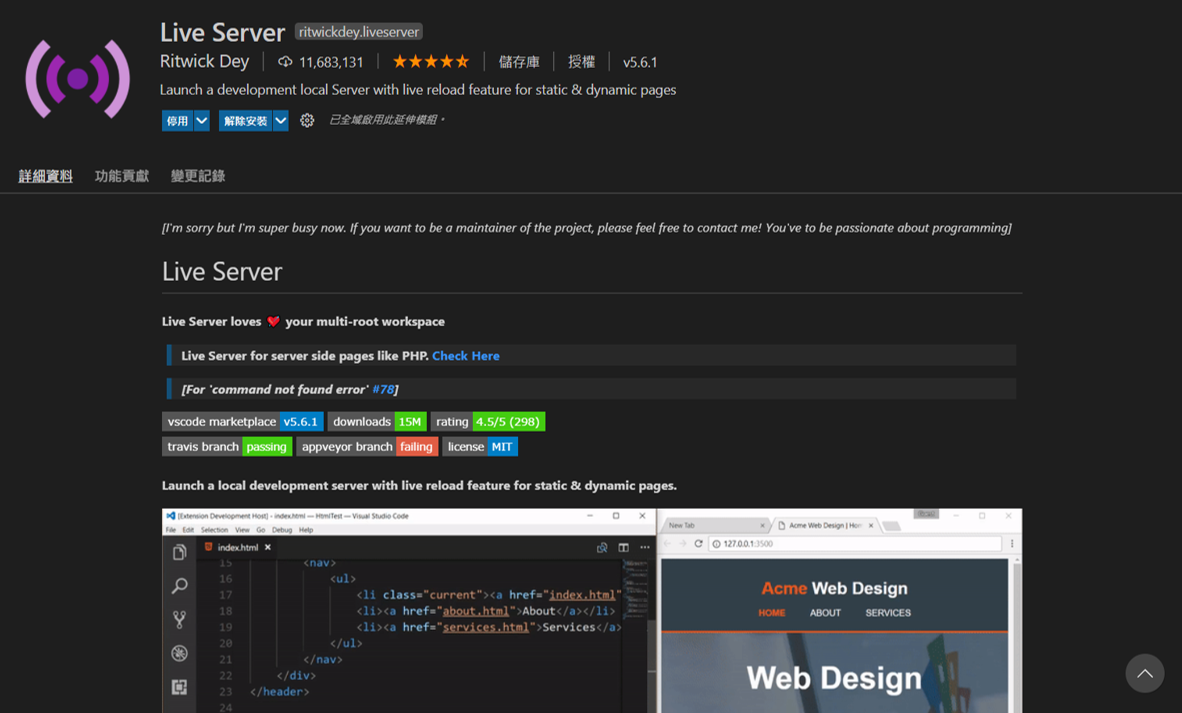 Live Server ritwickdey.liveserver
Ritwick Dey 11,683,131 儲存庫 授權 v5.6.1
Launch a development local Server with live reload feature for static & dynamic pages
停用 解除安裝 已全域啟用此延伸模組。
詳細資料 功能貢獻 變更記錄
[I'm sorry but I'm super busy now. If you want to be a maintainer of the project, please feel free to contact me! You've to be passionate about programming]
Live Server
Live Server loves your multi-root workspace
Live Server for server side pages like PHP. Check Here
[For `command not found error` #78]
vscode marketplace v5.6.1 downloads 15M rating 4.5/5 (298)
travis branch passing appveyor branch failing license MIT
Launch a local development server with live reload feature for static & dynamic pages.
[Extension Development Host] - index.html — HtmlTest — Visual Studio Code
File Edit Selection View Go Debug Help
index.html
15 <nav>
16 <ul>
17 <li class="current"><a href="index.html"
18 <li><a href="about.html">About</a></li>
19 <li><a href="services.html">Services</a>
20 </ul>
21 </nav>
22 </div>
23 </header>
24
New Tab Acme Web Design | Hom
127.0.0.1:3500
Acme Web Design
HOME ABOUT SERVICES
Web Design